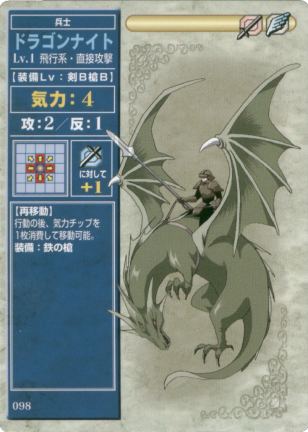 兵士
ドラゴンナイト
Lv.1 飛行系・直接攻撃
【装備Lv：剣B槍B】
気力：4
攻：2／反：1
に対して
+1
【再移動】
行動の後、気力チップを
1枚消費して移動可能。
装備：鉄の槍
098